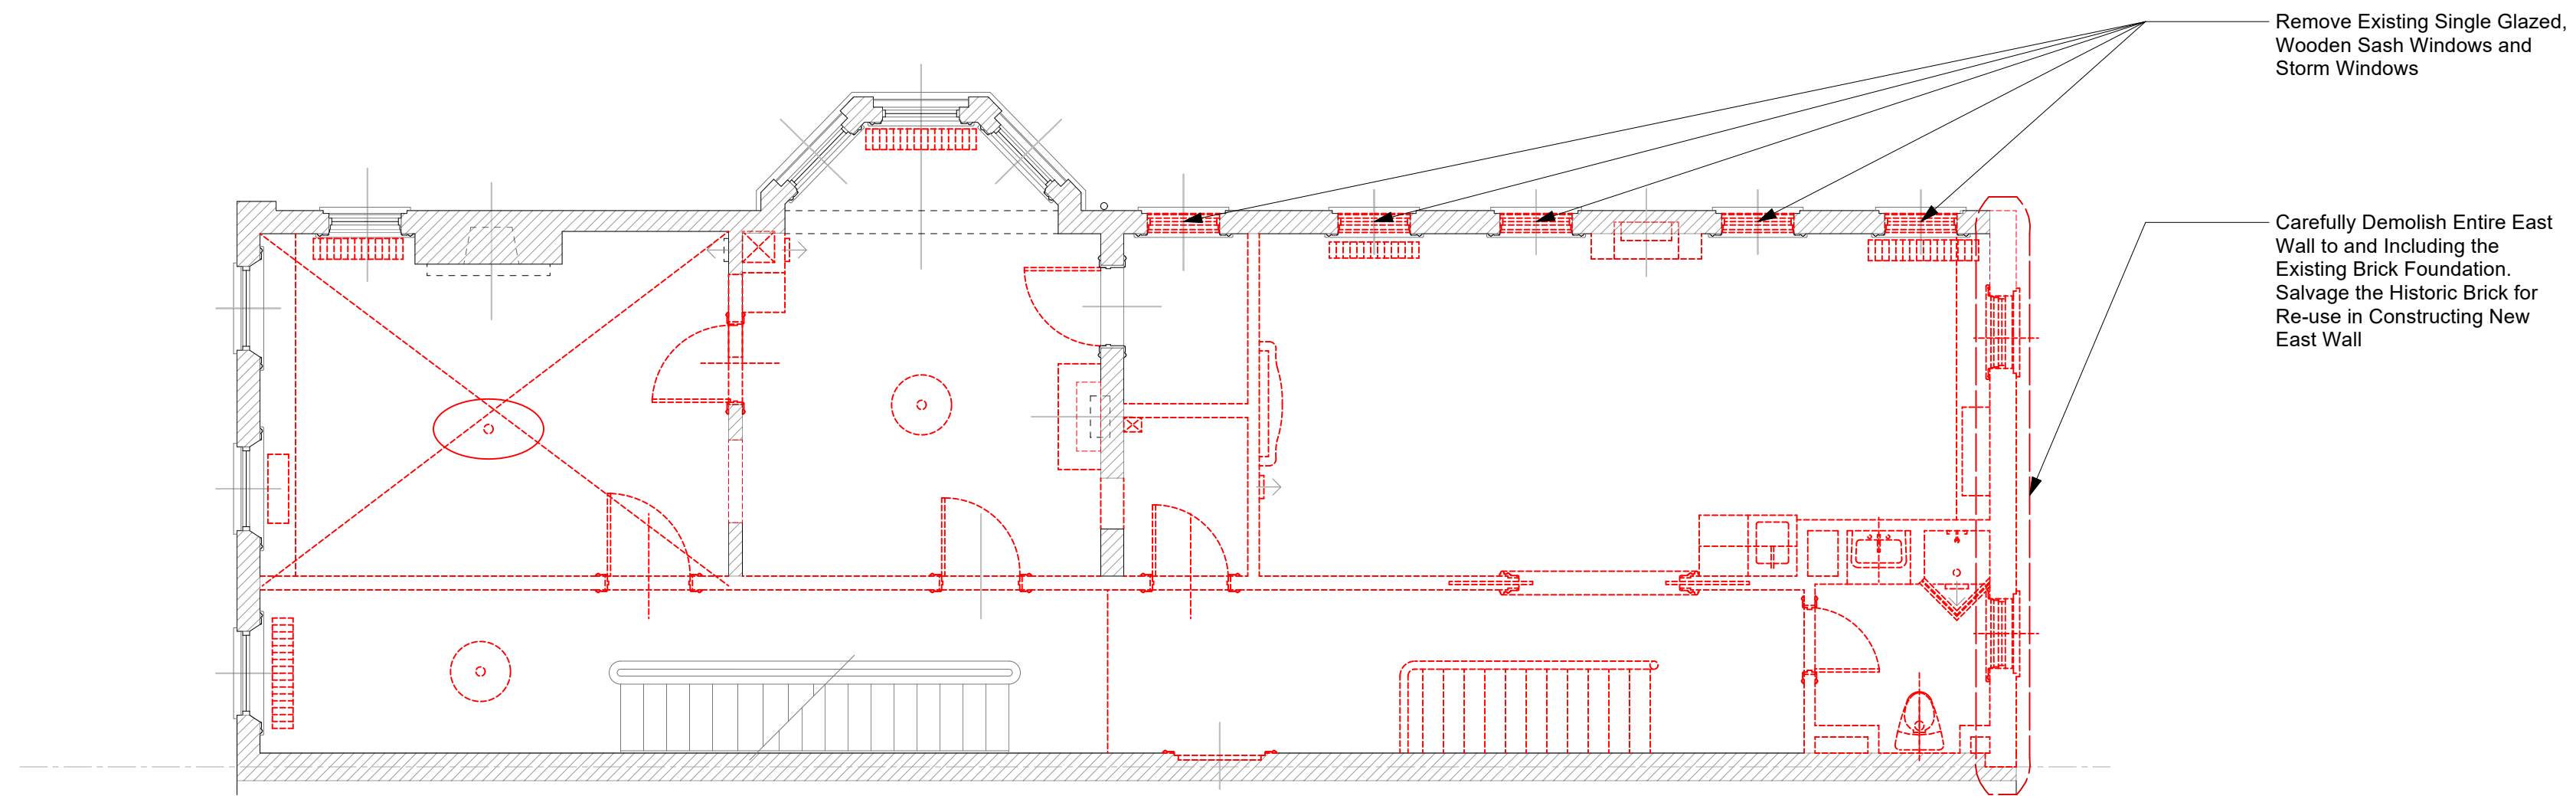 Remove Existing Single Glazed,
Wooden Sash Windows and
Storm Windows
Carefully Demolish Entire East
Wall to and Including the
Existing Brick Foundation.
Salvage the Historic Brick for
Re-use in Constructing New
East Wall